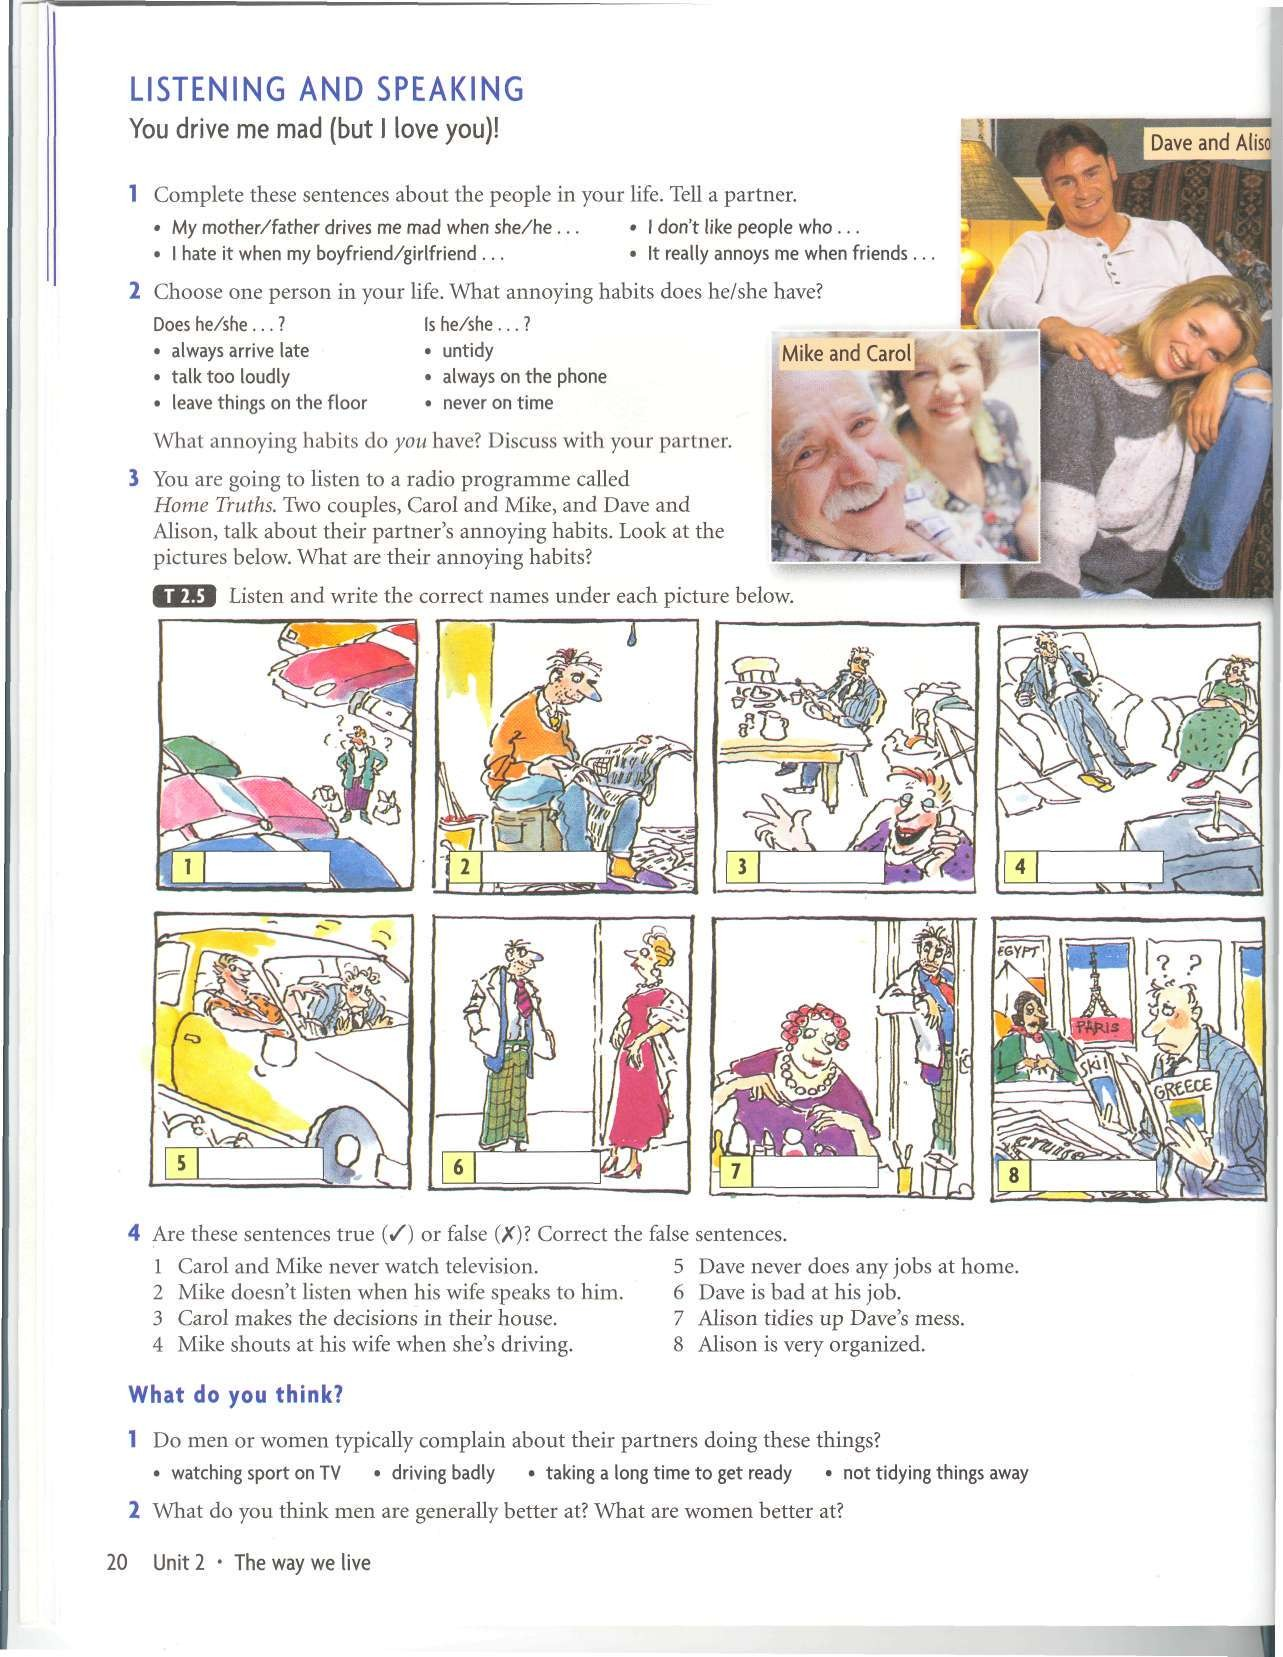 LISTENING AND SPEAKING
You drive me mad (but I love you)!
Dave and Aliso
1 Complete these sentences about the people in your life. Tell a partner.
• My mother/father drives me mad when she/he . . .
• I don't like people who . . .
• I hate it when my boyfriend/girlfriend . . .
• It really annoys me when friends . . .
2 Choose one person in your life. What annoying habits does he/she have?
Does he/she . . . ?
• always arrive late
• talk too loudly
• leave things on the floor
Is he/she . . . ?
• untidy
• always on the phone
• never on time
Mike and Carol
What annoying habits do you have? Discuss with your partner.
3 You are going to listen to a radio programme called
Home Truths. Two couples, Carol and Mike, and Dave and
Alison, talk about their partner's annoying habits. Look at the
pictures below. What are their annoying habits?
T 2.5 Listen and write the correct names under each picture below.
? ? ?
1
2
3
4
5
6
7
EGYPT
PARIS
? ?
SKI!
GREECE
cruise
8
4 Are these sentences true (✓) or false (✗)? Correct the false sentences.
1 Carol and Mike never watch television.
2 Mike doesn't listen when his wife speaks to him.
3 Carol makes the decisions in their house.
4 Mike shouts at his wife when she's driving.
5 Dave never does any jobs at home.
6 Dave is bad at his job.
7 Alison tidies up Dave's mess.
8 Alison is very organized.
What do you think?
1 Do men or women typically complain about their partners doing these things?
• watching sport on TV • driving badly • taking a long time to get ready • not tidying things away
2 What do you think men are generally better at? What are women better at?
20 Unit 2 • The way we live